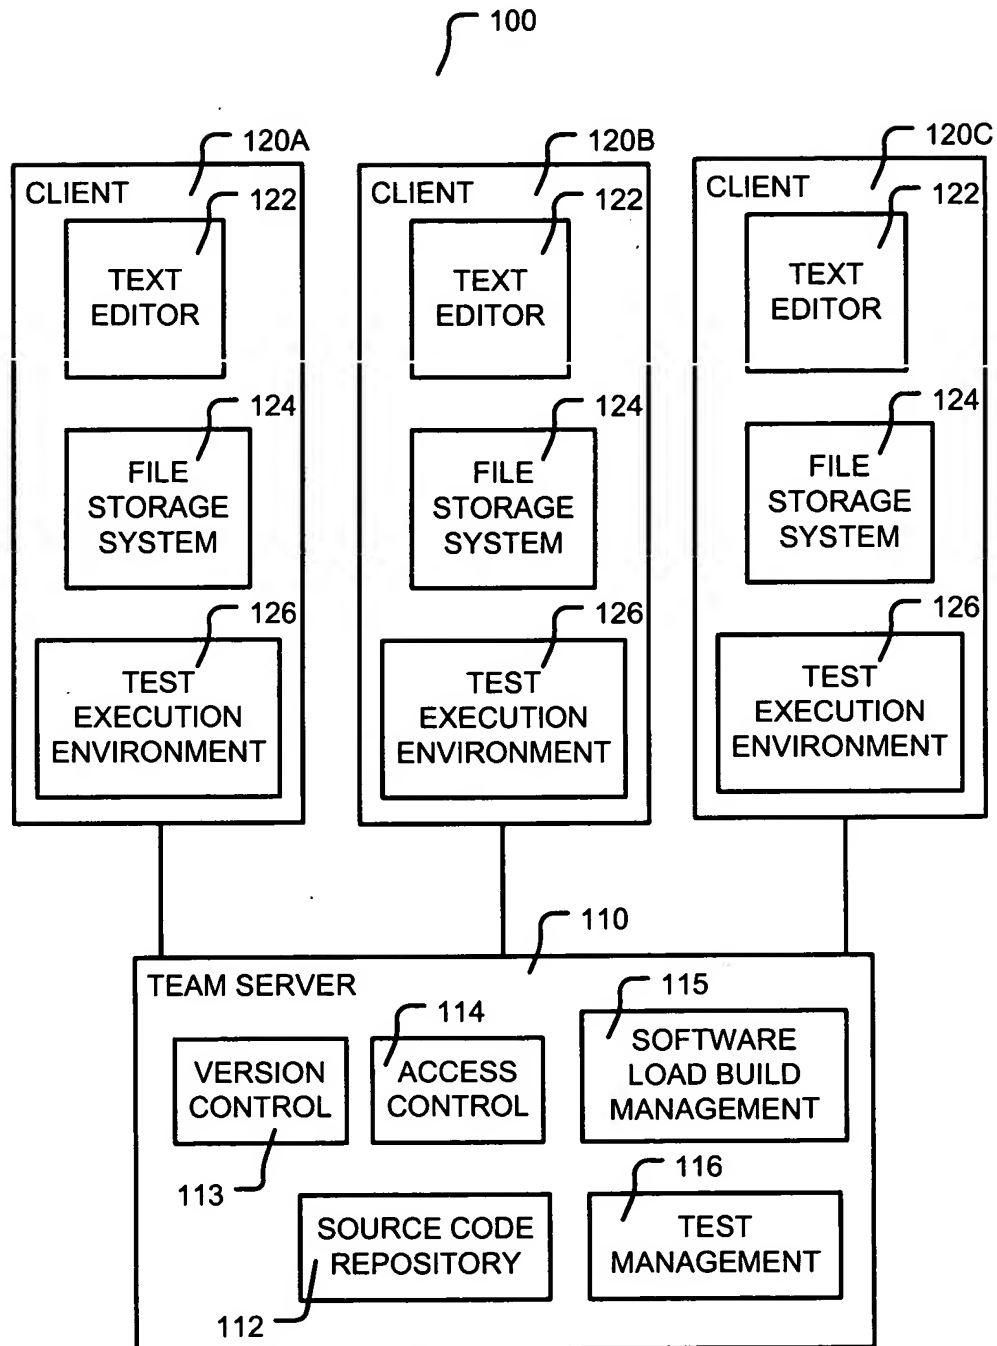 100
120A
120B
120C
CLIENT
122
TEXT
EDITOR
124
FILE
STORAGE
SYSTEM
126
TEST
EXECUTION
ENVIRONMENT
CLIENT
122
TEXT
EDITOR
124
FILE
STORAGE
SYSTEM
126
TEST
EXECUTION
ENVIRONMENT
CLIENT
122
TEXT
EDITOR
124
FILE
STORAGE
SYSTEM
126
TEST
EXECUTION
ENVIRONMENT
110
TEAM SERVER
VERSION
CONTROL
113
114
ACCESS
CONTROL
115
SOFTWARE
LOAD BUILD
MANAGEMENT
SOURCE CODE
REPOSITORY
112
116
TEST
MANAGEMENT